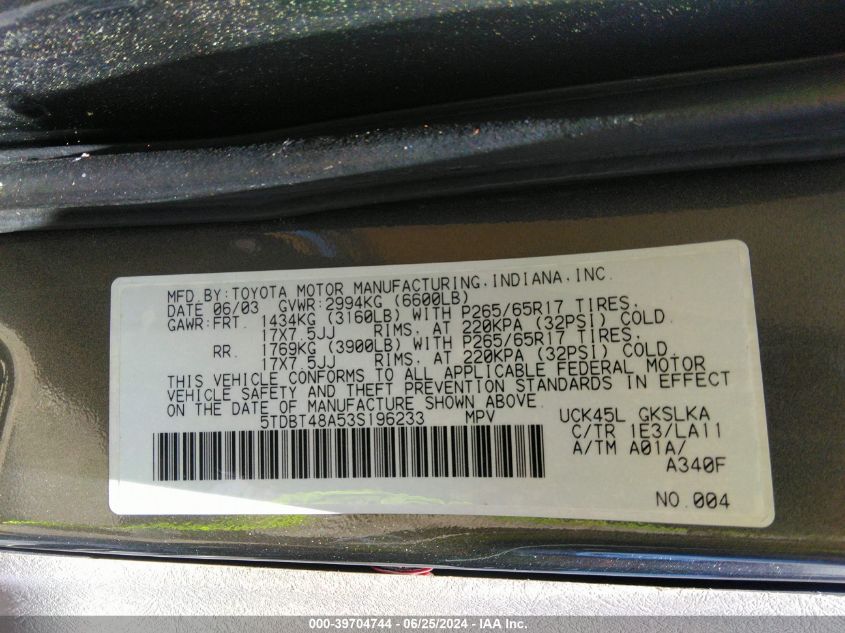 MFD.BY:TOYOTA MOTOR MANUFACTURING,INDIANA,INC.
DATE 06/03 GVWR:2994KG (6600LB)
GAWR:FRT. 1434KG (3160LB) WITH P265/65R17 TIRES,
17X7.5JJ RIMS, AT 220KPA (32PSI) COLD.
RR. 1769KG (3900LB) WITH P265/65R17 TIRES,
17X7.5JJ RIMS, AT 220KPA (32PSI) COLD.
THIS VEHICLE CONFORMS TO ALL APPLICABLE FEDERAL MOTOR
VEHICLE SAFETY AND THEFT PREVENTION STANDARDS IN EFFECT
ON THE DATE OF MANUFACTURE SHOWN ABOVE.
5TDBT48A53S196233 MPV UCK45L GKSLKA
C/TR 1E3/LA11
A/TM A01A/
A340F
NO.004
000-39704744 - 06/25/2024 - IAA Inc.